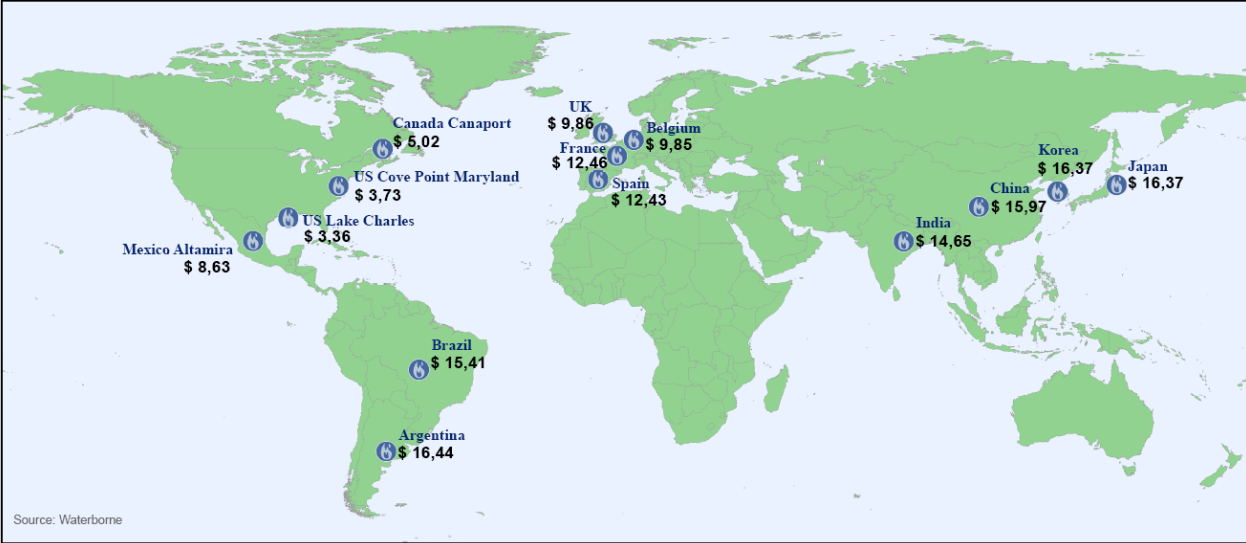 UK
$ 9,86
Canada Canaport
$ 5,02
Belgium
$ 9,85
France
$ 12,46
Korea
$ 16,37
Japan
$ 16,37
US Cove Point Maryland
$ 3,73
Spain
$ 12,43
China
$ 15,97
US Lake Charles
$ 3,36
India
$ 14,65
Mexico Altamira
$ 8,63
Brazil
$ 15,41
Argentina
$ 16,44
Source: Waterborne